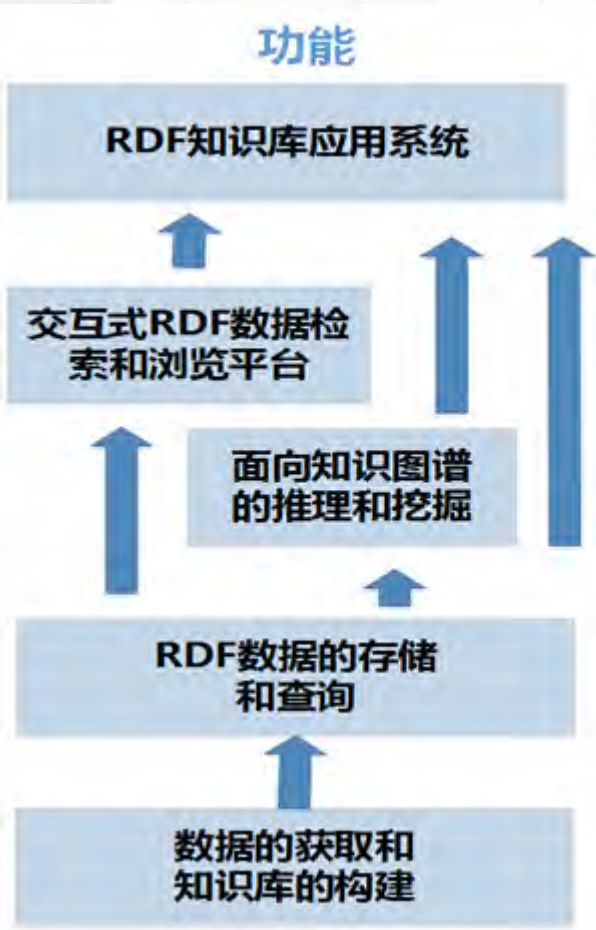 功能
RDF知识库应用系统
交互式RDF数据检
索和浏览平台
面向知识图谱
的推理和挖掘
RDF数据的存储
和查询
数据的获取和
知识库的构建